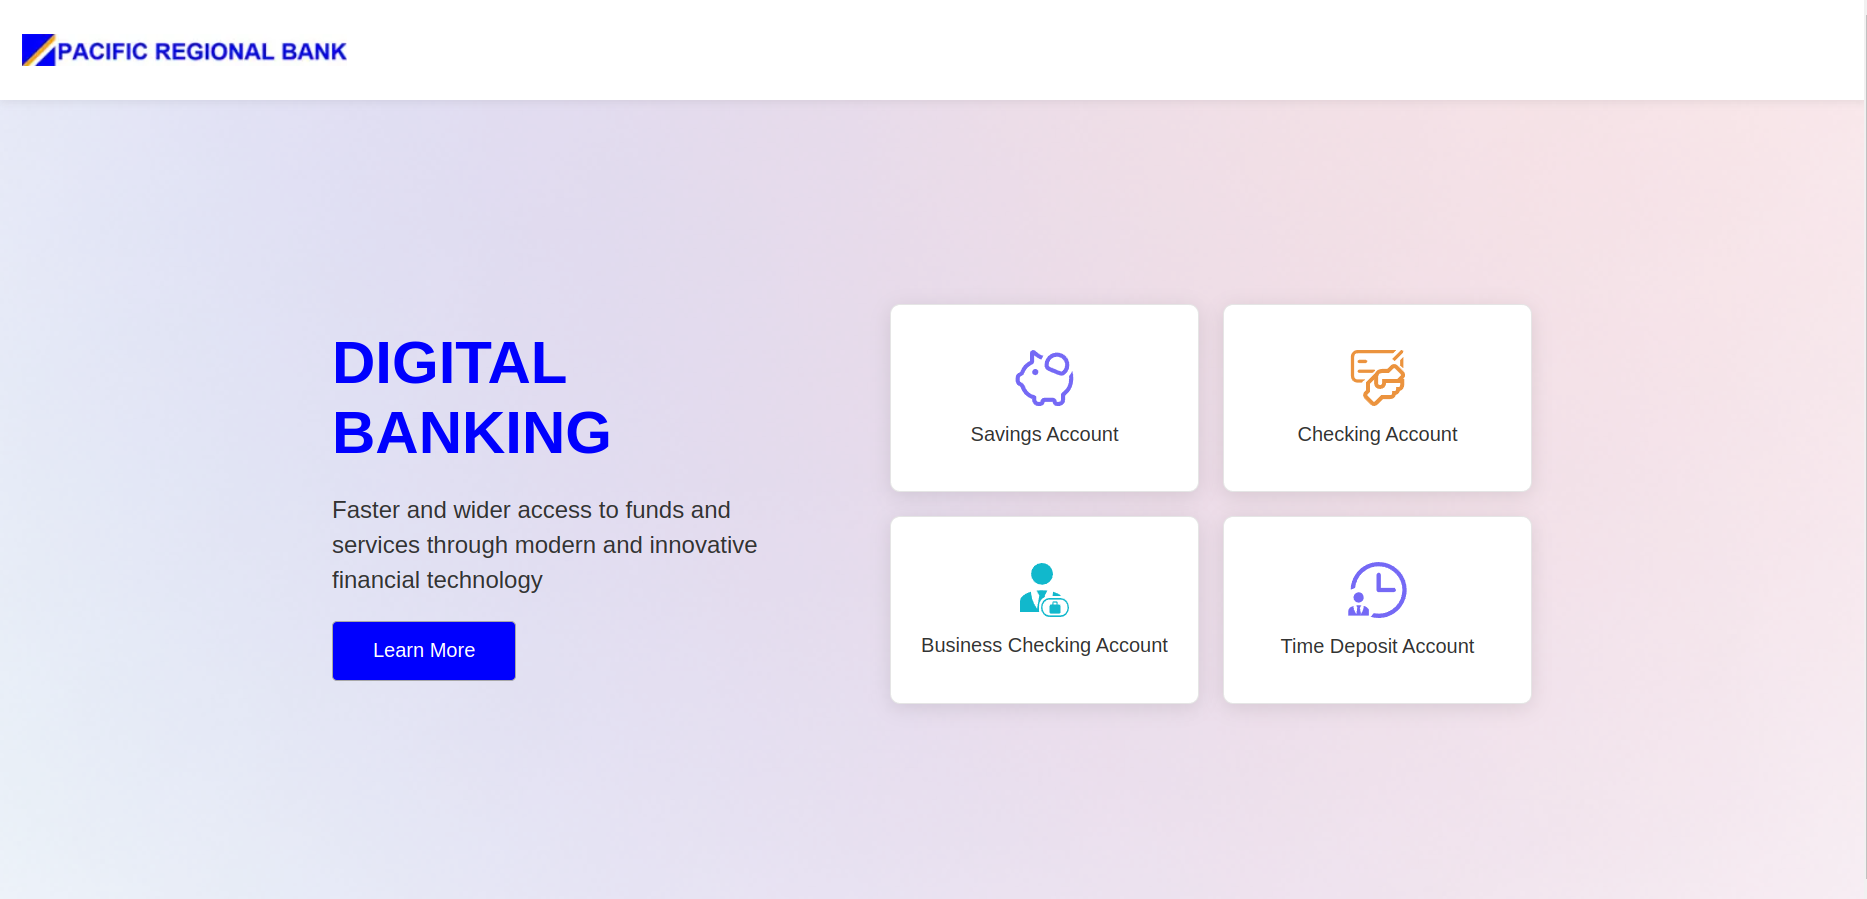 PACIFIC REGIONAL BANK
DIGITAL
BANKING
Faster and wider access to funds and
services through modern and innovative
financial technology
Learn More
Savings Account
Checking Account
Business Checking Account
Time Deposit Account